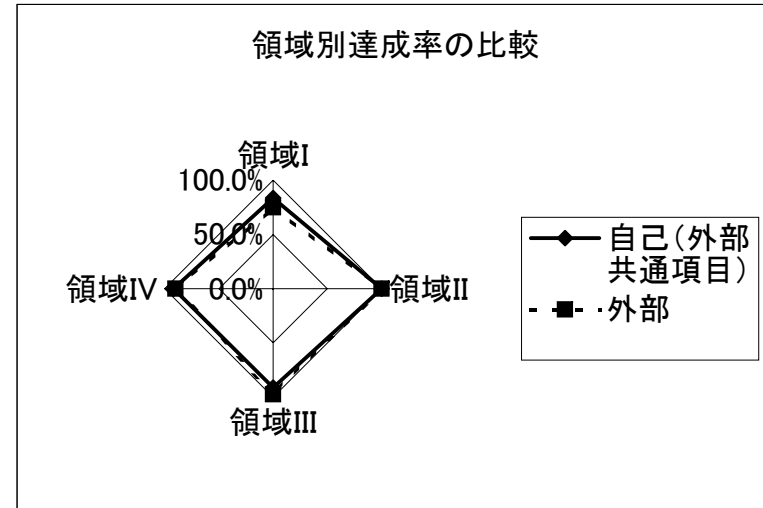 領域別達成率の比較
領域I
100.0%
50.0%
領域IV
0.0%
領域II
領域III
自己(外部
共通項目)
外部